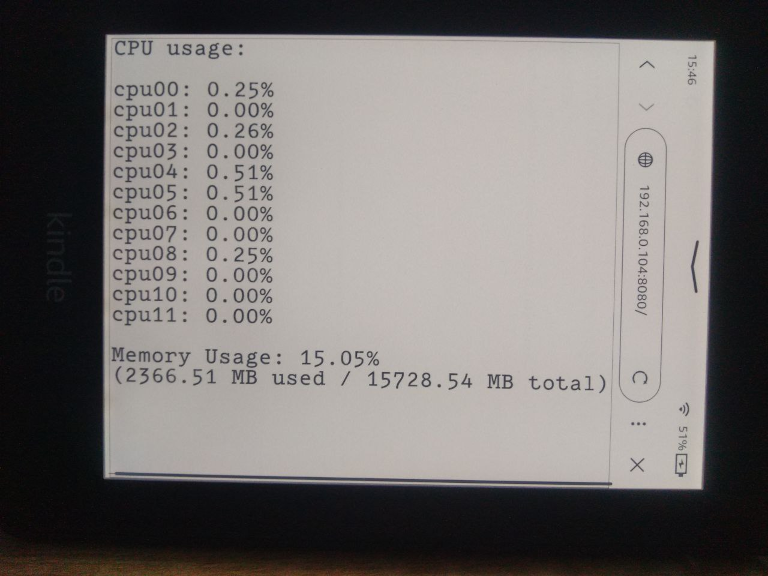 CPU usage:
cpu00: 0.25%
cpu01: 0.00%
cpu02: 0.26%
cpu03: 0.00%
cpu04: 0.51%
cpu05: 0.51%
cpu06: 0.00%
cpu07: 0.00%
cpu08: 0.25%
cpu09: 0.00%
cpu10: 0.00%
cpu11: 0.00%
Memory Usage: 15.05%
(2366.51 MB used / 15728.54 MB total)
15:46
51%
192.168.0.104:8080/
kindle